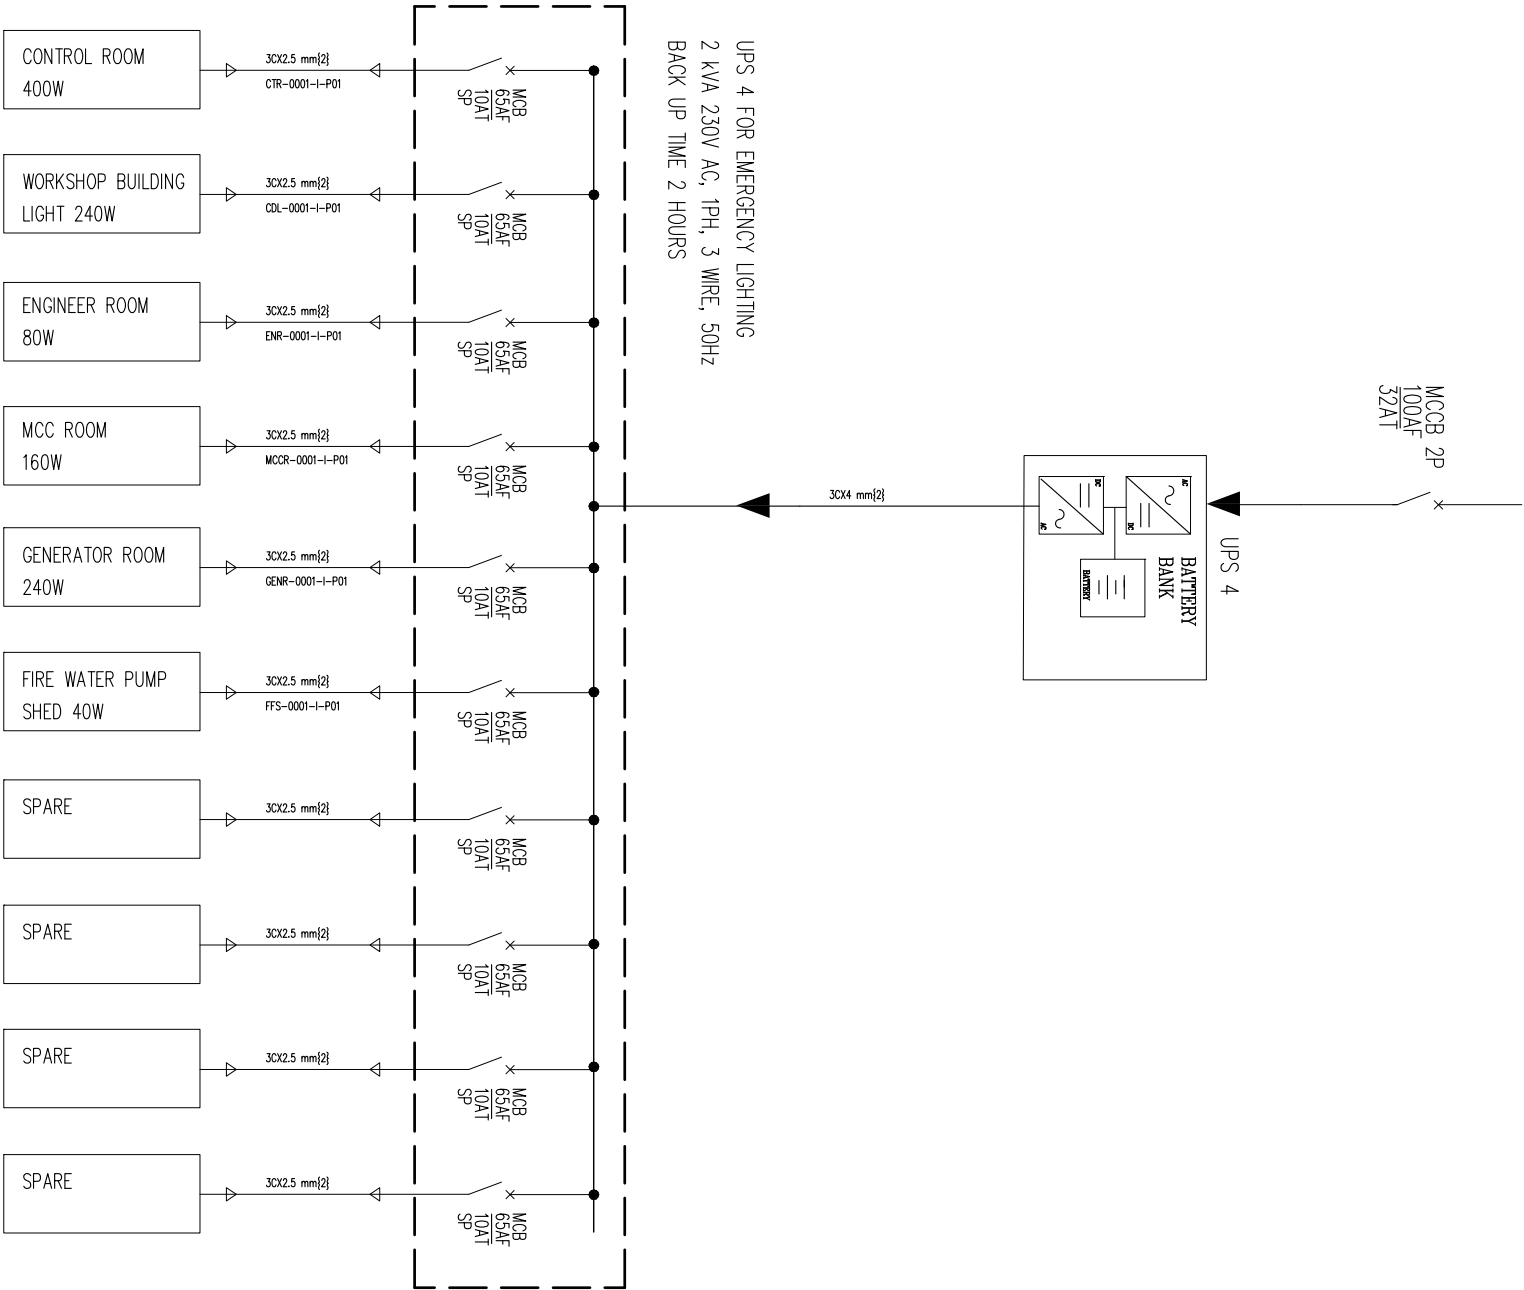 CONTROL ROOM
400W
3CX2.5 mm{2}
CTR-0001-I-P01
MCB
65AF
10AT
SP
WORKSHOP BUILDING
LIGHT 240W
3CX2.5 mm{2}
CDL-0001-I-P01
MCB
65AF
10AT
SP
ENGINEER ROOM
80W
3CX2.5 mm{2}
ENR-0001-I-P01
MCB
65AF
10AT
SP
MCC ROOM
160W
3CX2.5 mm{2}
MCCR-0001-I-P01
MCB
65AF
10AT
SP
GENERATOR ROOM
240W
3CX2.5 mm{2}
GENR-0001-I-P01
MCB
65AF
10AT
SP
FIRE WATER PUMP
SHED 40W
3CX2.5 mm{2}
FFS-0001-I-P01
MCB
65AF
10AT
SP
SPARE
3CX2.5 mm{2}
MCB
65AF
10AT
SP
SPARE
3CX2.5 mm{2}
MCB
65AF
10AT
SP
SPARE
3CX2.5 mm{2}
MCB
65AF
10AT
SP
SPARE
3CX2.5 mm{2}
MCB
65AF
10AT
SP
UPS 4 FOR EMERGENCY LIGHTING
2 kVA 230V AC, 1PH, 3 WIRE, 50Hz
BACK UP TIME 2 HOURS
3CX4 mm{2}
UPS 4
BATTERY
BANK
AC
DC
DC
AC
BATTERY
MCCB 2P
100AF
32AT